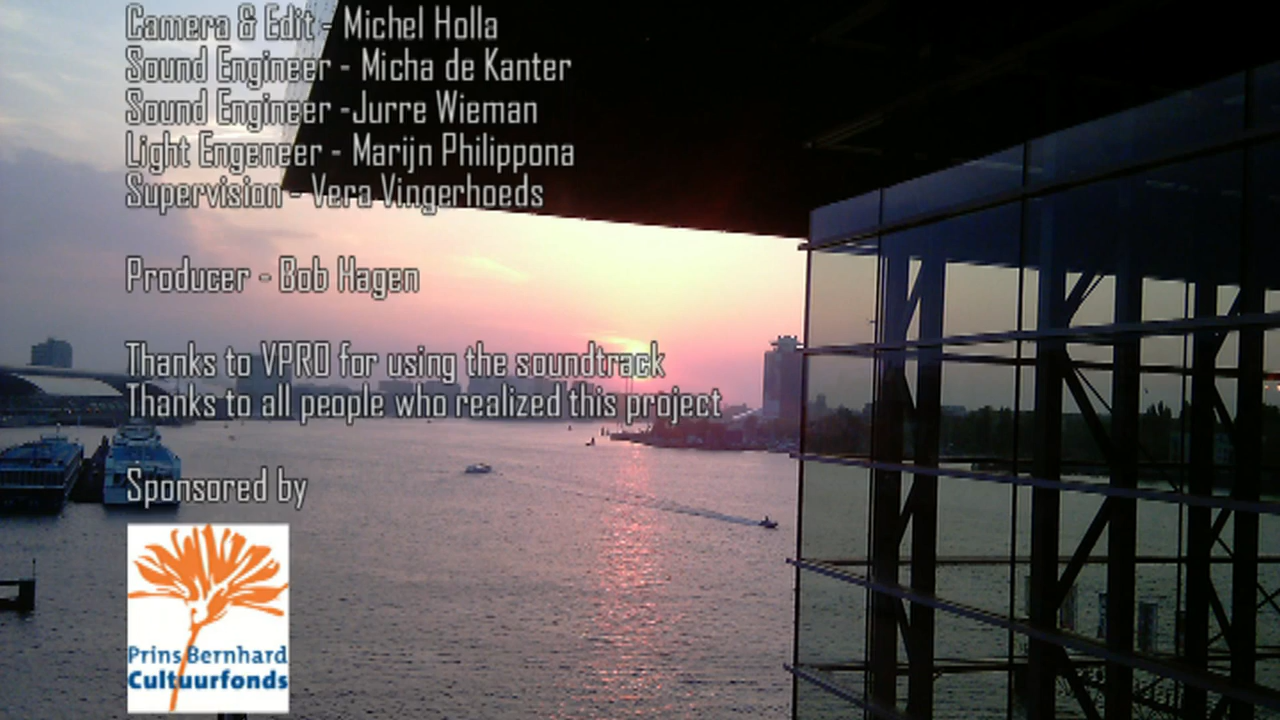 Camera & Edit - Michel Holla
Sound Engineer - Micha de Kanter
Sound Engineer -Jurre Wieman
Light Engeneer - Marijn Philippona
Supervision - Vera Vingerhoeds
Producer - Bob Hagen
Thanks to VPRO for using the soundtrack
Thanks to all people who realized this project
Sponsored by
Prins Bernhard
Cultuurfonds